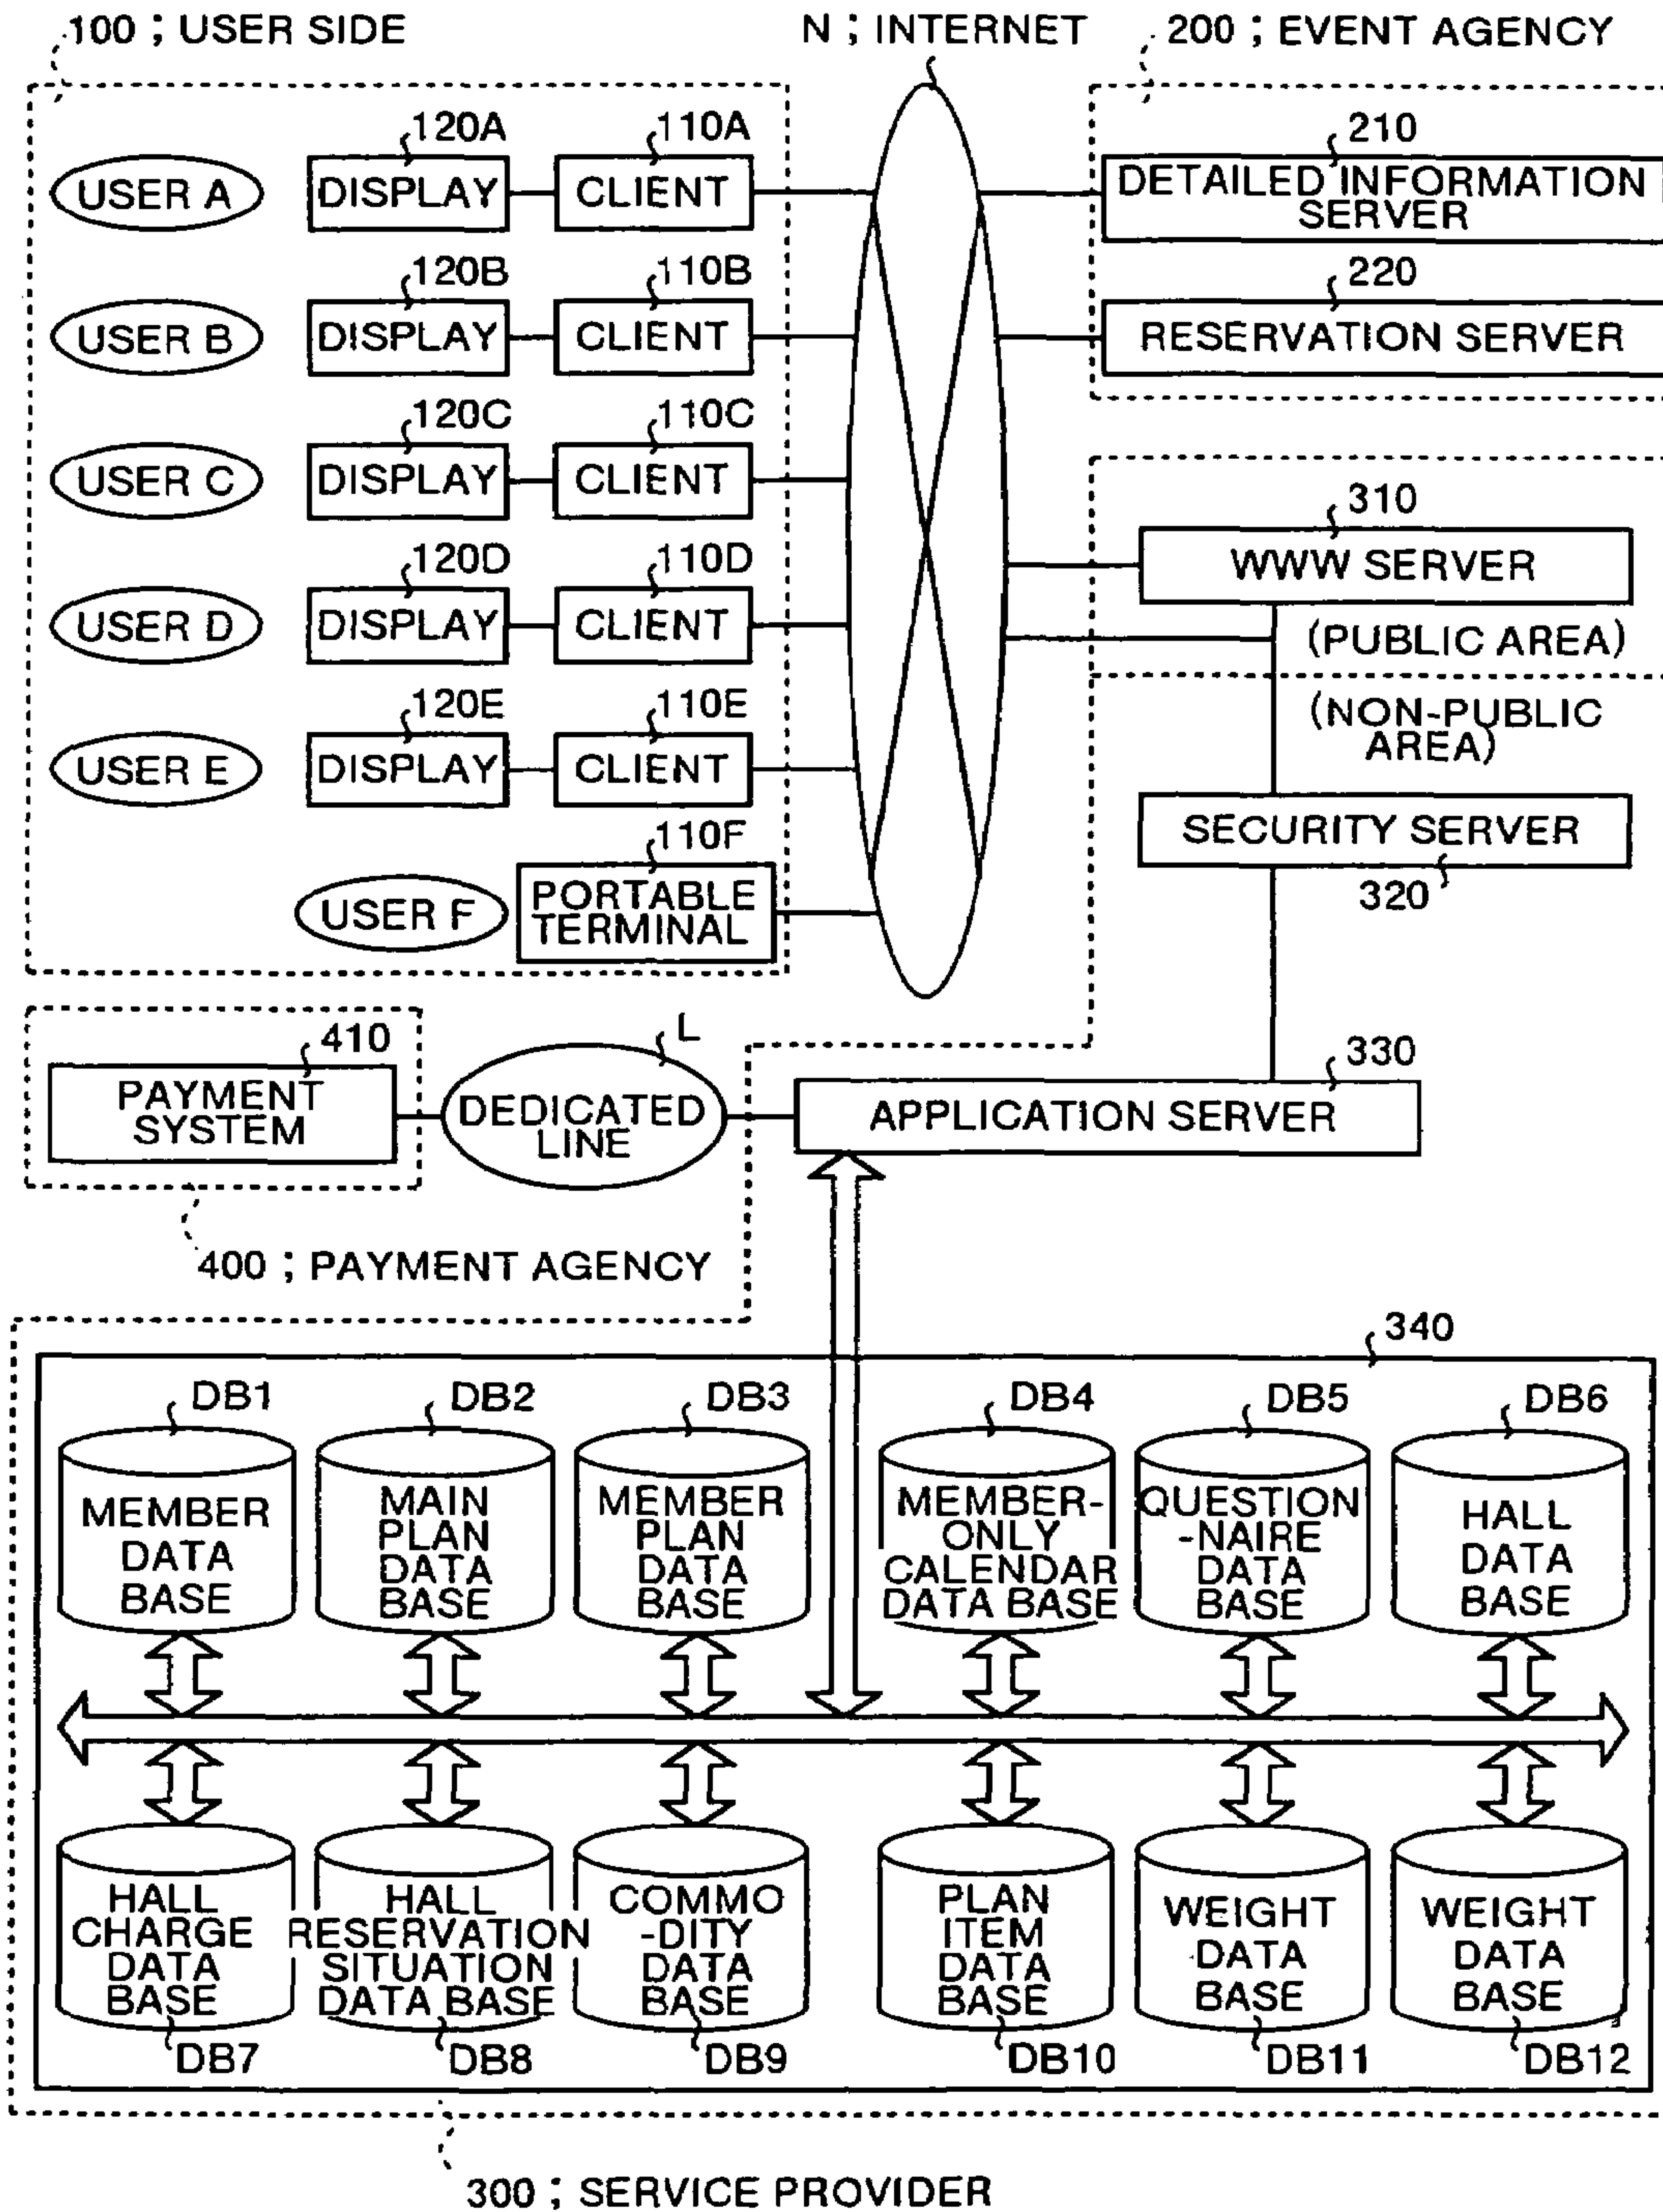 100 ; USER SIDE
N ; INTERNET
200 ; EVENT AGENCY
120A
110A
210
USER A
DISPLAY
CLIENT
DETAILED INFORMATION
SERVER
120B
110B
220
USER B
DISPLAY
CLIENT
RESERVATION SERVER
120C
110C
USER C
DISPLAY
CLIENT
310
WWW SERVER
120D
110D
USER D
DISPLAY
CLIENT
(PUBLIC AREA)
(NON-PUBLIC
AREA)
120E
110E
USER E
DISPLAY
CLIENT
SECURITY SERVER
320
110F
USER F
PORTABLE
TERMINAL
410
L
330
PAYMENT
SYSTEM
DEDICATED
LINE
APPLICATION SERVER
400 ; PAYMENT AGENCY
340
DB1
DB2
DB3
DB4
DB5
DB6
MEMBER
DATA
BASE
MAIN
PLAN
DATA
BASE
MEMBER
PLAN
DATA
BASE
MEMBER-
ONLY
CALENDAR
DATA BASE
QUESTION
-NAIRE
DATA
BASE
HALL
DATA
BASE
HALL
CHARGE
DATA
BASE
HALL
RESERVATION
SITUATION
DATA BASE
COMMO
-DITY
DATA
BASE
PLAN
ITEM
DATA
BASE
WEIGHT
DATA
BASE
WEIGHT
DATA
BASE
DB7
DB8
DB9
DB10
DB11
DB12
300 ; SERVICE PROVIDER